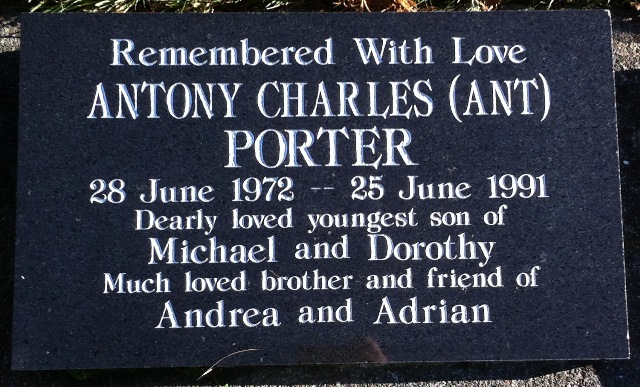 Remembered With Love
ANTONY CHARLES (ANT)
PORTER
28 June 1972 -- 25 June 1991
Dearly loved youngest son of
Michael and Dorothy
Much loved brother and friend of
Andrea and Adrian